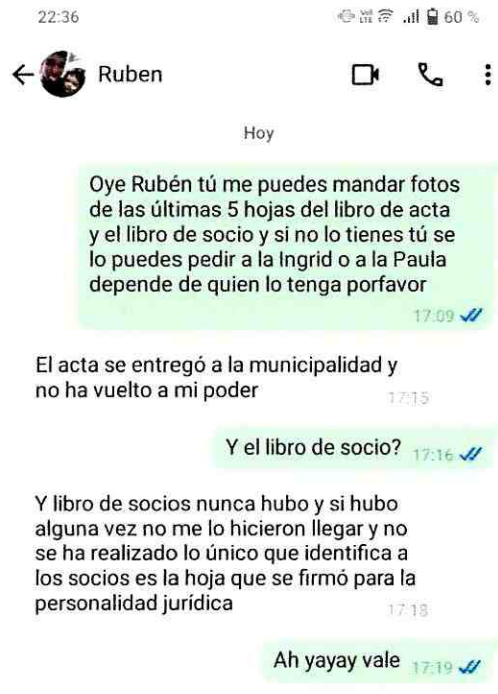 22:36
60 %
Ruben
Hoy
Oye Rubén tú me puedes mandar fotos
de las últimas 5 hojas del libro de acta
y el libro de socio y si no lo tienes tú se
lo puedes pedir a la Ingrid o a la Paula
depende de quien lo tenga porfavor
17:09
El acta se entregó a la municipalidad y
no ha vuelto a mi poder
17:15
Y el libro de socio? 17:16
Y libro de socios nunca hubo y si hubo
alguna vez no me lo hicieron llegar y no
se ha realizado lo único que identifica a
los socios es la hoja que se firmó para la
personalidad jurídica
17:18
Ah yayay vale 17:19